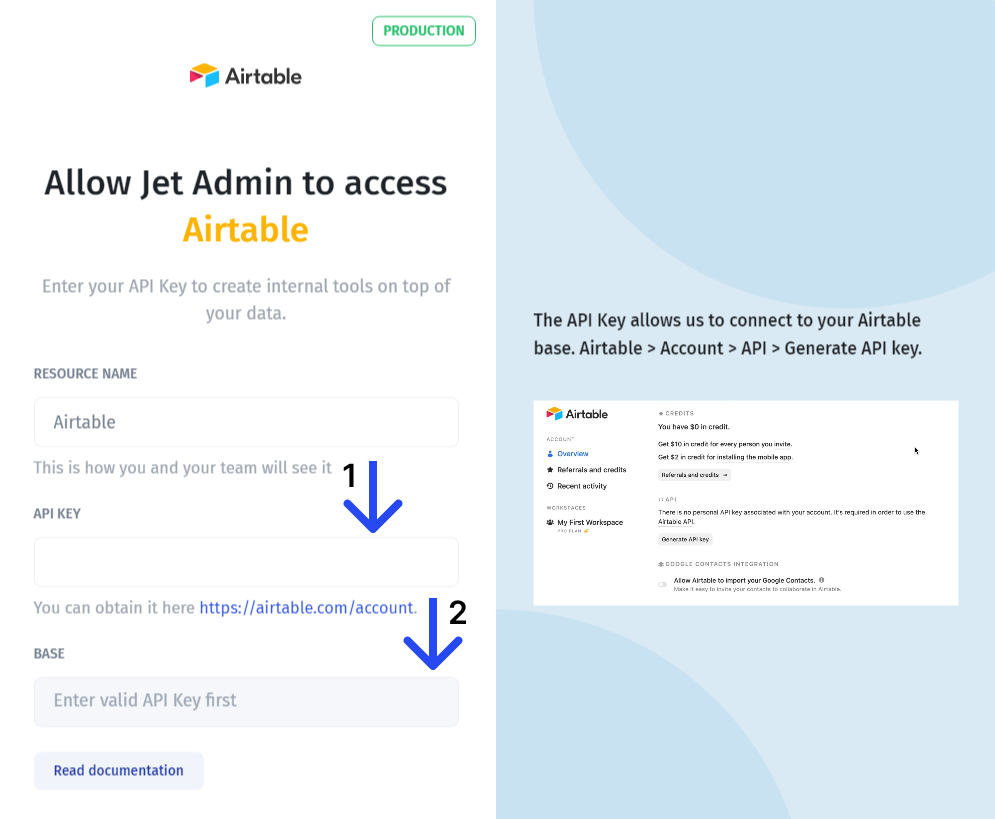 PRODUCTION
Airtable
Allow Jet Admin to access
Airtable
Enter your API Key to create internal tools on top of
your data.
RESOURCE NAME
Airtable
This is how you and your team will see it
1
API KEY
You can obtain it here https://airtable.com/account.
2
BASE
Enter valid API Key first
Read documentation
The API Key allows us to connect to your Airtable
base. Airtable > Account > API > Generate API key.
Airtable
ACCOUNT
Overview
Referrals and credits
Recent activity
WORKSPACES
My First Workspace
PRO PLAN
CREDITS
You have $0 in credit.
Get $10 in credit for every person you invite.
Get $2 in credit for installing the mobile app.
Referrals and credits →
API
There is no personal API key associated with your account. It's required in order to use the
Airtable API.
Generate API key
GOOGLE CONTACTS INTEGRATION
Allow Airtable to import your Google Contacts.
Make it easy to invite your contacts to collaborate in Airtable.